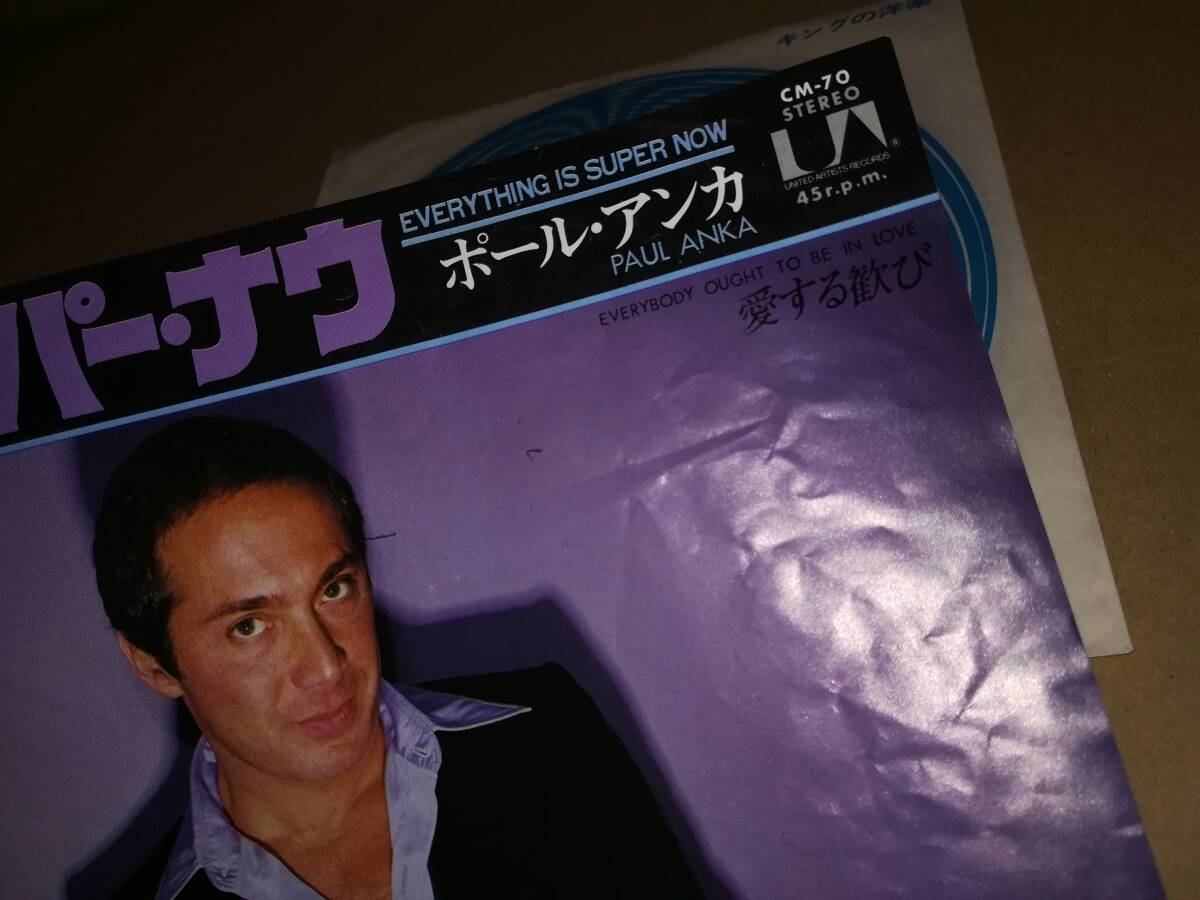 キングの洋楽
CM-70
STEREO
UA
UNITED ARTISTS RECORDS ®
45 r.p.m.
EVERYTHING IS SUPER NOW
パー・ナウ
ポール・アンカ
PAUL ANKA
EVERYBODY OUGHT TO BE IN LOVE
愛する歓び